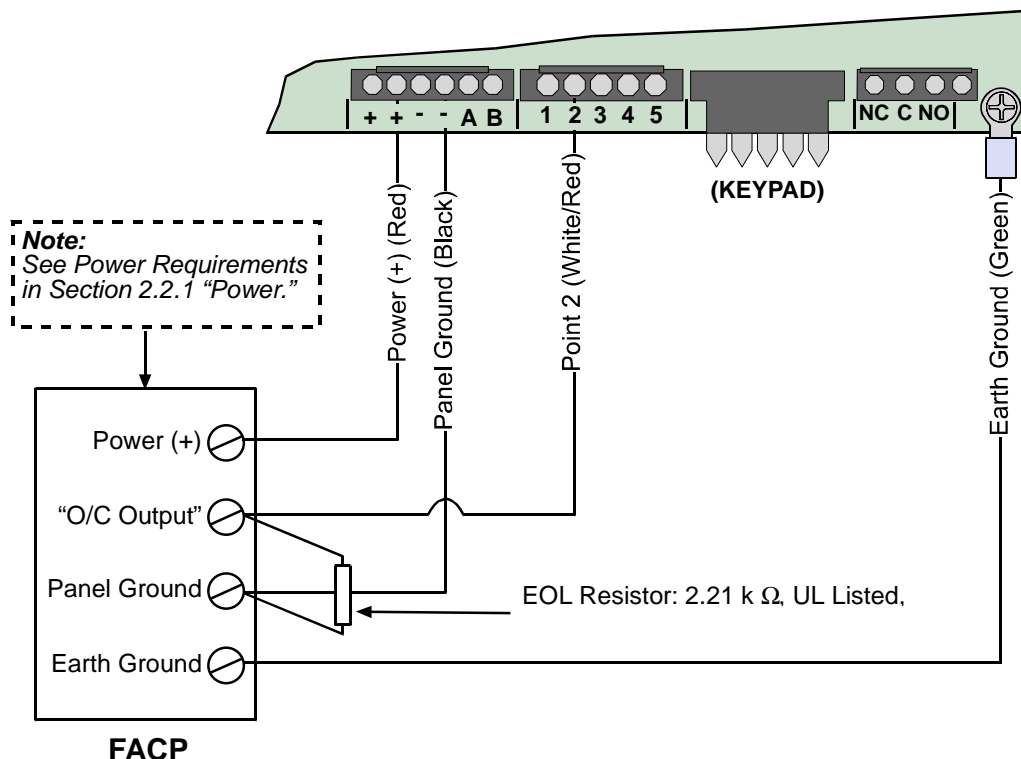 + + - - A B
1 2 3 4 5
NC C NO
(KEYPAD)
Power (+) (Red)
Panel Ground (Black)
Point 2 (White/Red)
Earth Ground (Green)
Note:
See Power Requirements
in Section 2.2.1 “Power.”
Power (+)
“O/C Output”
Panel Ground
Earth Ground
EOL Resistor: 2.21 k Ω, UL Listed,
FACP